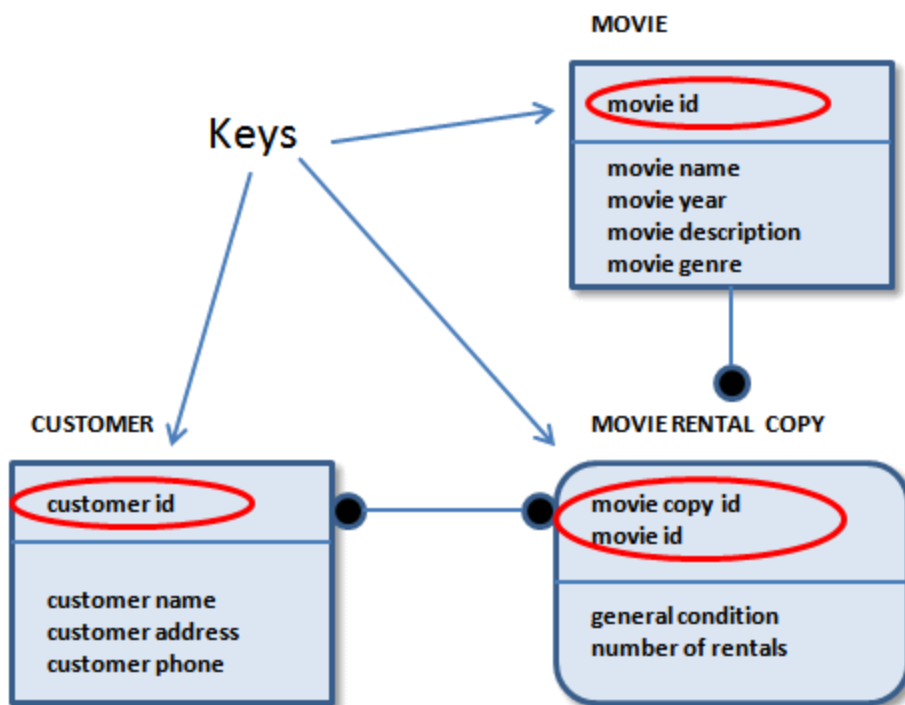 MOVIE
movie id
movie name
movie year
movie description
movie genre
Keys
CUSTOMER
customer id
customer name
customer address
customer phone
MOVIE RENTAL COPY
movie copy id
movie id
general condition
number of rentals